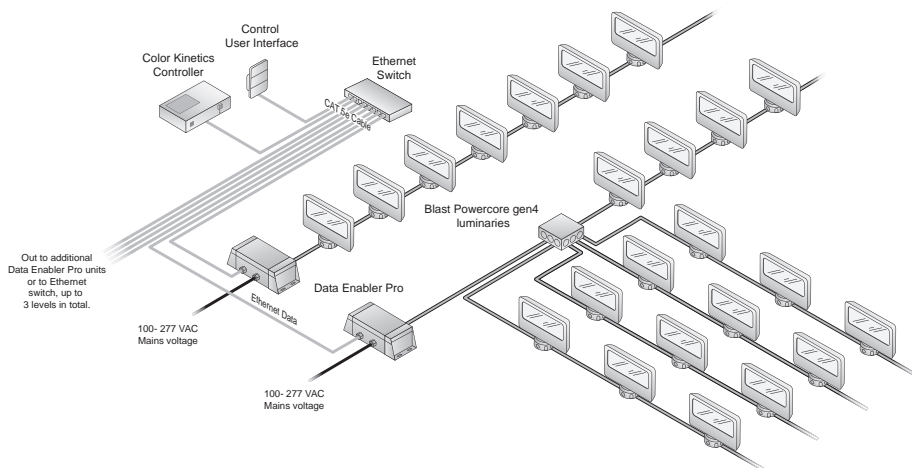 Control
User Interface
Color Kinetics
Controller
Ethernet
Switch
CAT 5e Cable
Blast Powercore gen4
luminaries
Out to additional
Data Enabler Pro units
or to Ethernet
switch, up to
3 levels in total.
Data Enabler Pro
Ethernet Data
100- 277 VAC
Mains voltage
100- 277 VAC
Mains voltage